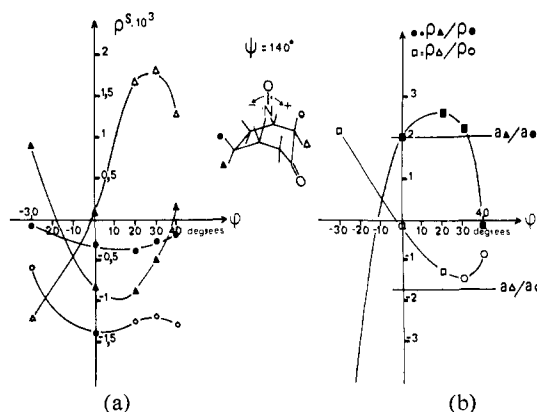 ρˢ·10³
2
1,5
1
0,5
-30 -20 -10 10 20 30 40 φ
degrees
-0,5
-1
-1,5
(a)
ψ = 140°
O
N
- +
O
● = ρ▲/ρ●
□ = ρ△/ρ○
3
2
1
a▲/a●
-30 -20 -10 10 20 30 40 φ
degrees
-1
a△/a○
-2
-3
(b)